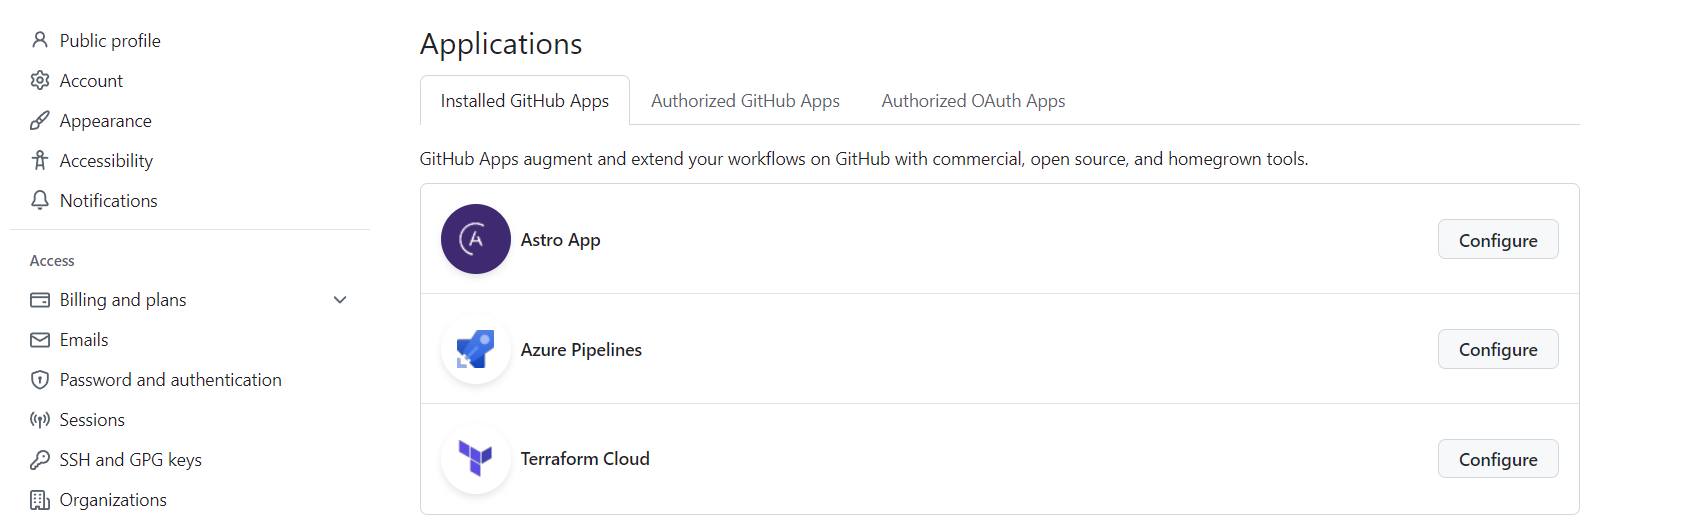 Public profile
Account
Appearance
Accessibility
Notifications
Access
Billing and plans
Emails
Password and authentication
Sessions
SSH and GPG keys
Organizations
Applications
Installed GitHub Apps
Authorized GitHub Apps
Authorized OAuth Apps
GitHub Apps augment and extend your workflows on GitHub with commercial, open source, and homegrown tools.
Astro App
Configure
Azure Pipelines
Configure
Terraform Cloud
Configure